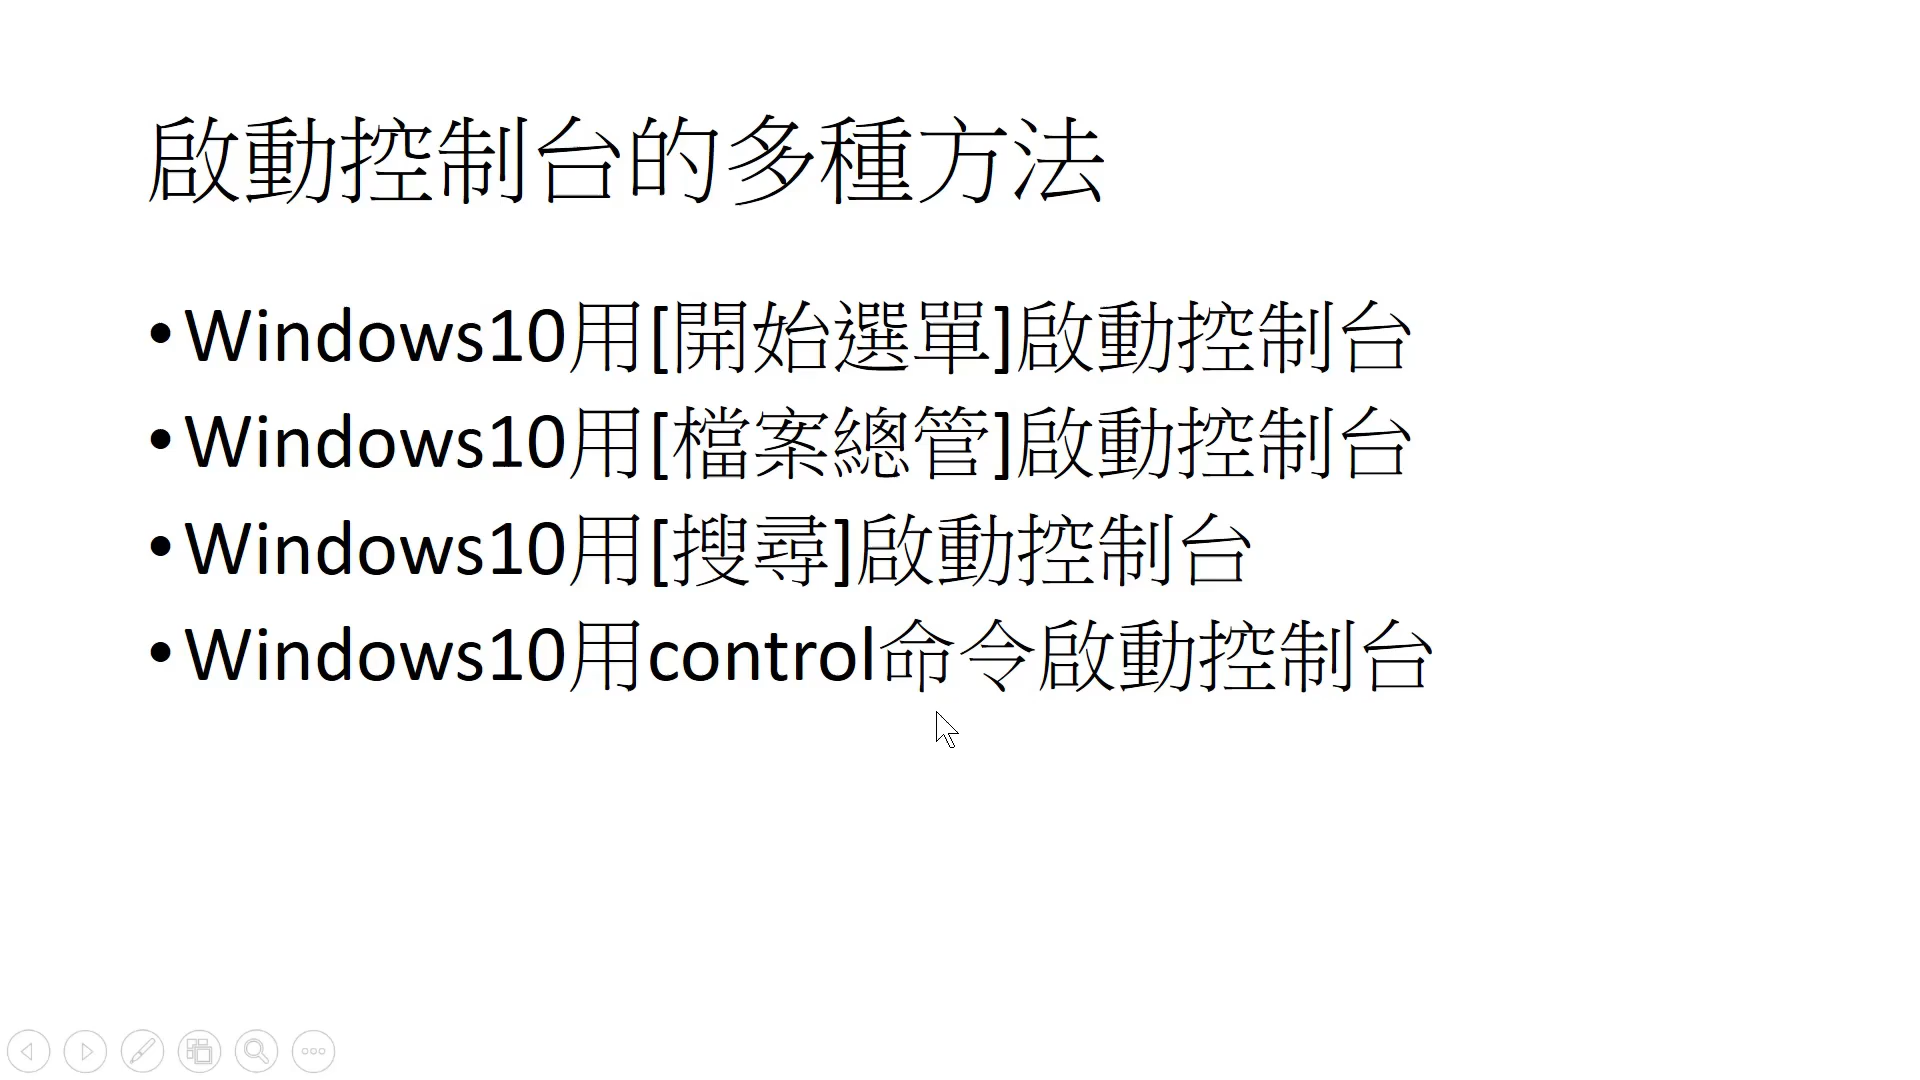 啟動控制台的多種方法
•Windows10用[開始選單]啟動控制台
•Windows10用[檔案總管]啟動控制台
•Windows10用[搜尋]啟動控制台
•Windows10用control命令啟動控制台